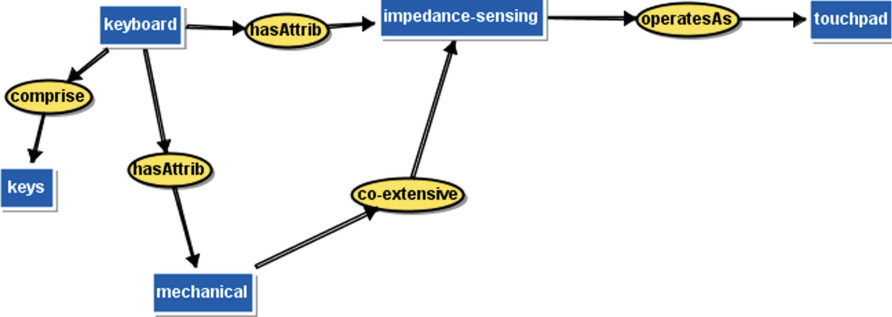 keyboard
hasAttrib
impedance-sensing
operatesAs
touchpad
comprise
hasAttrib
keys
co-extensive
mechanical